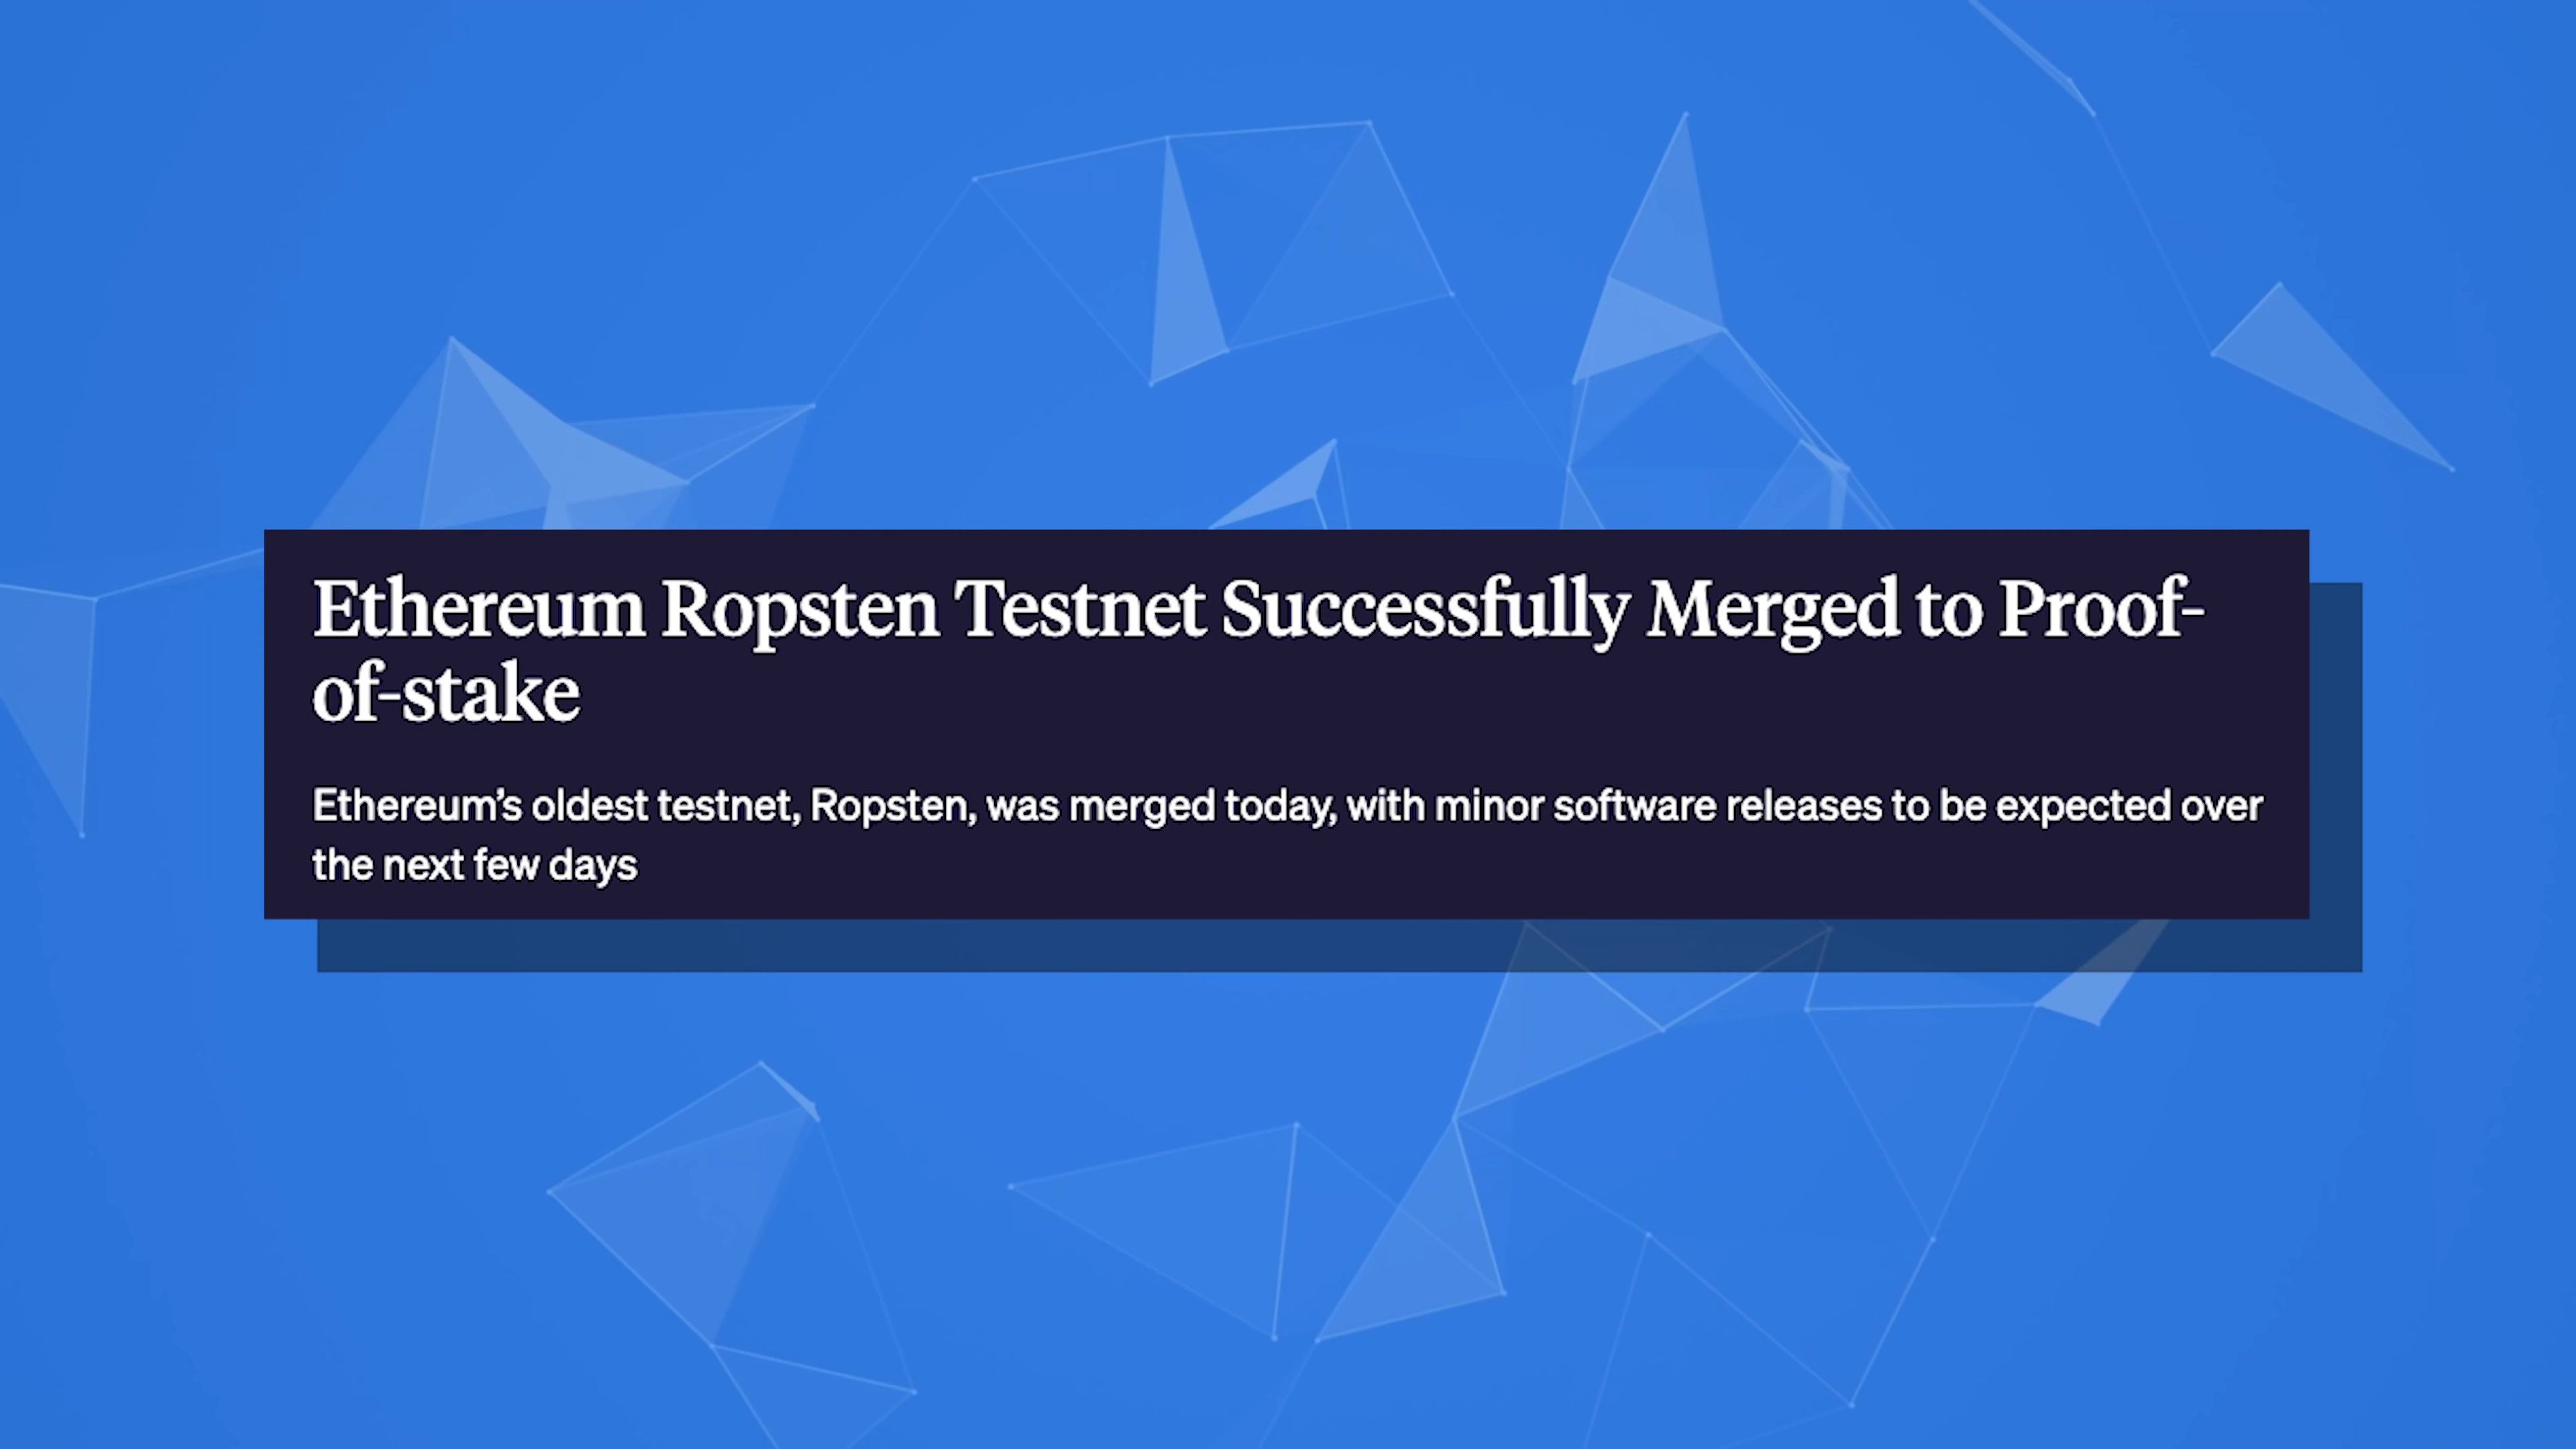 Ethereum Ropsten Testnet Successfully Merged to Proof-
of-stake
Ethereum’s oldest testnet, Ropsten, was merged today, with minor software releases to be expected over
the next few days